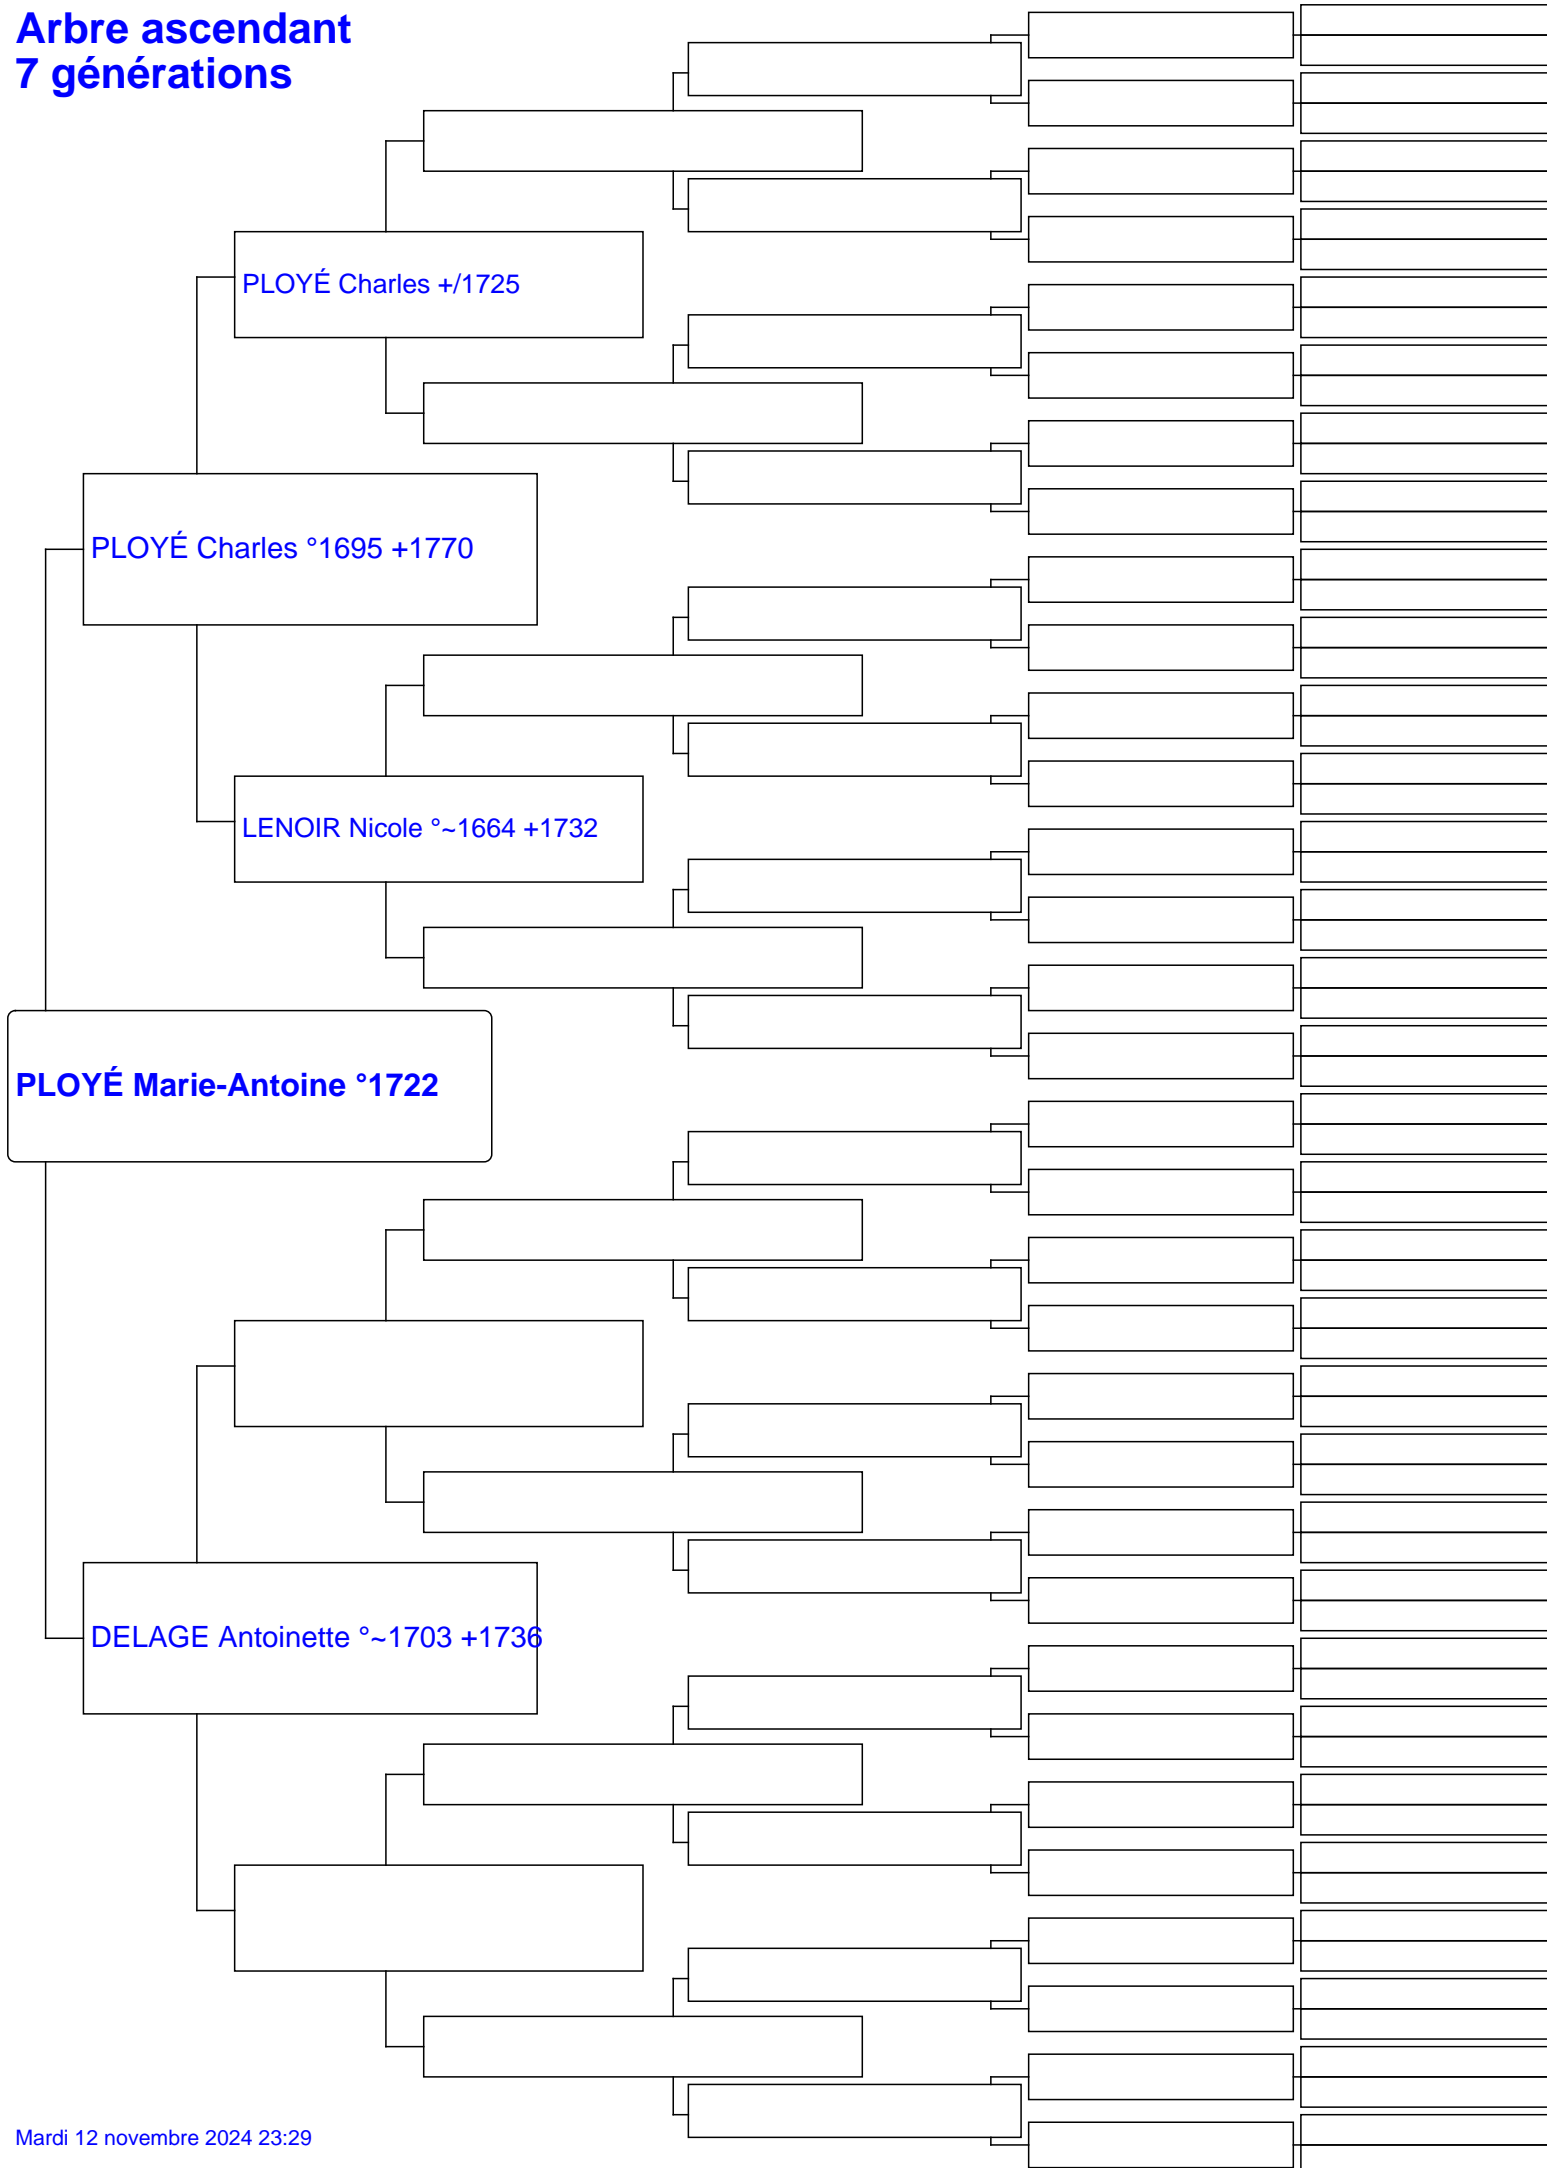 Arbre ascendant
7 générations
PLOYÉ Charles +/1725
PLOYÉ Charles °1695 +1770
LENOIR Nicole °~1664 +1732
PLOYÉ Marie-Antoine °1722
DELAGE Antoinette °~1703 +1736
Mardi 12 novembre 2024 23:29